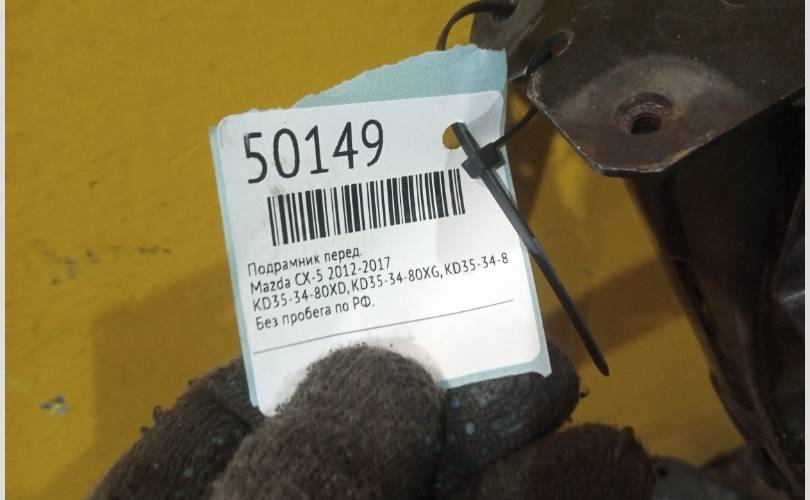 50149
Подрамник перед.
Mazda CX-5 2012-2017
KD35-34-80XD,KD35-34-80XG,KD35-34-8
Без пробега по РФ.